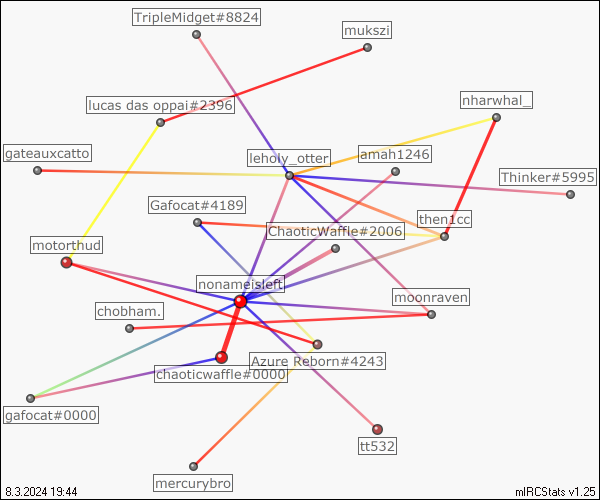 TripleMidget#8824
mukszi
lucas das oppai#2396
nharwhal_
gateauxcatto
leholy_otter
amah1246
Thinker#5995
Gafocat#4189
then1cc
ChaoticWaffle#2006
motorthud
nonameisleft
moonraven
chobham.
Azure Reborn#4243
chaoticwaffle#0000
gafocat#0000
tt532
mercurybro
8.3.2024 19:44
mIRCStats v1.25